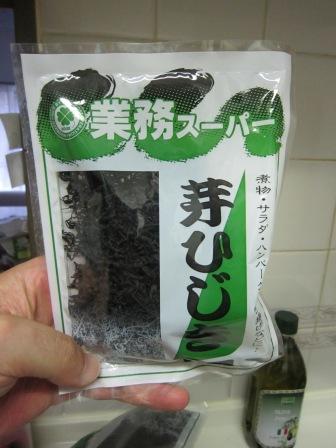 業務スーパー
芽ひじき
煮物・サラダ・ハンバーグ